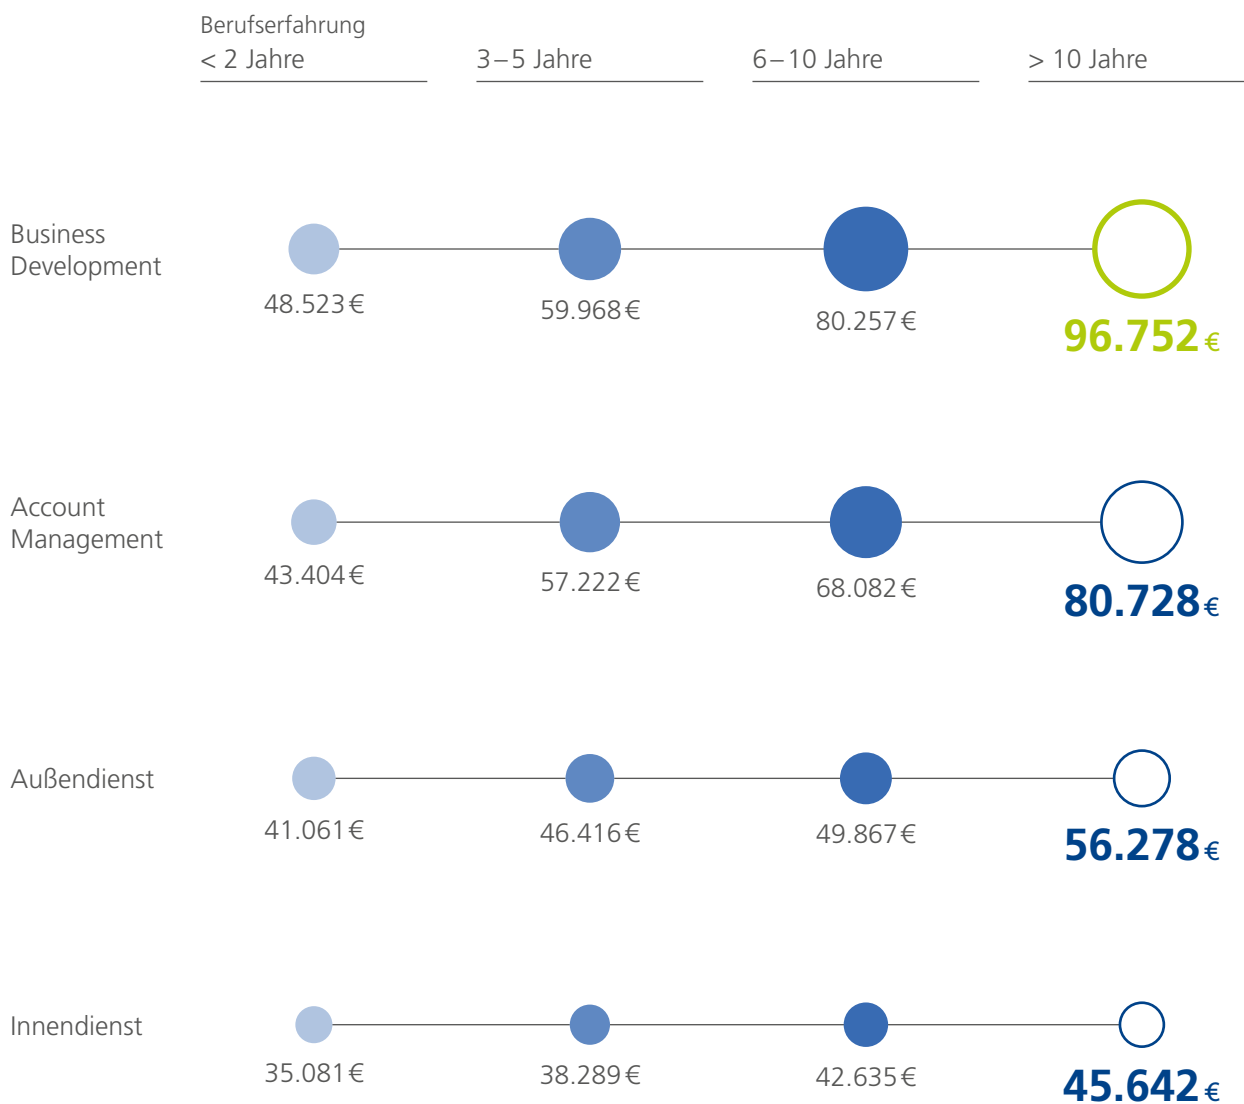 Berufserfahrung
< 2 Jahre
3–5 Jahre
6–10 Jahre
> 10 Jahre
Business
Development
48.523 €
59.968 €
80.257 €
96.752 €
Account
Management
43.404 €
57.222 €
68.082 €
80.728 €
Außendienst
41.061 €
46.416 €
49.867 €
56.278 €
Innendienst
35.081 €
38.289 €
42.635 €
45.642 €